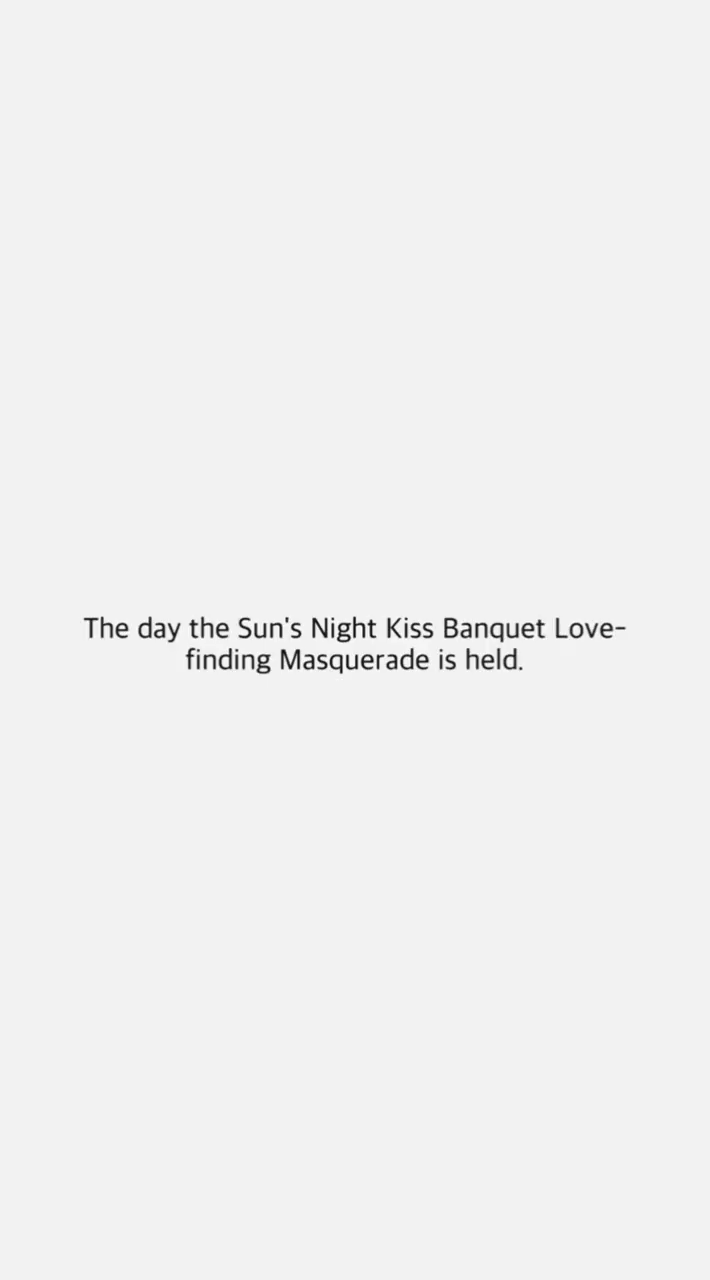 The day the Sun's Night Kiss Banquet Love-
finding Masquerade is held.